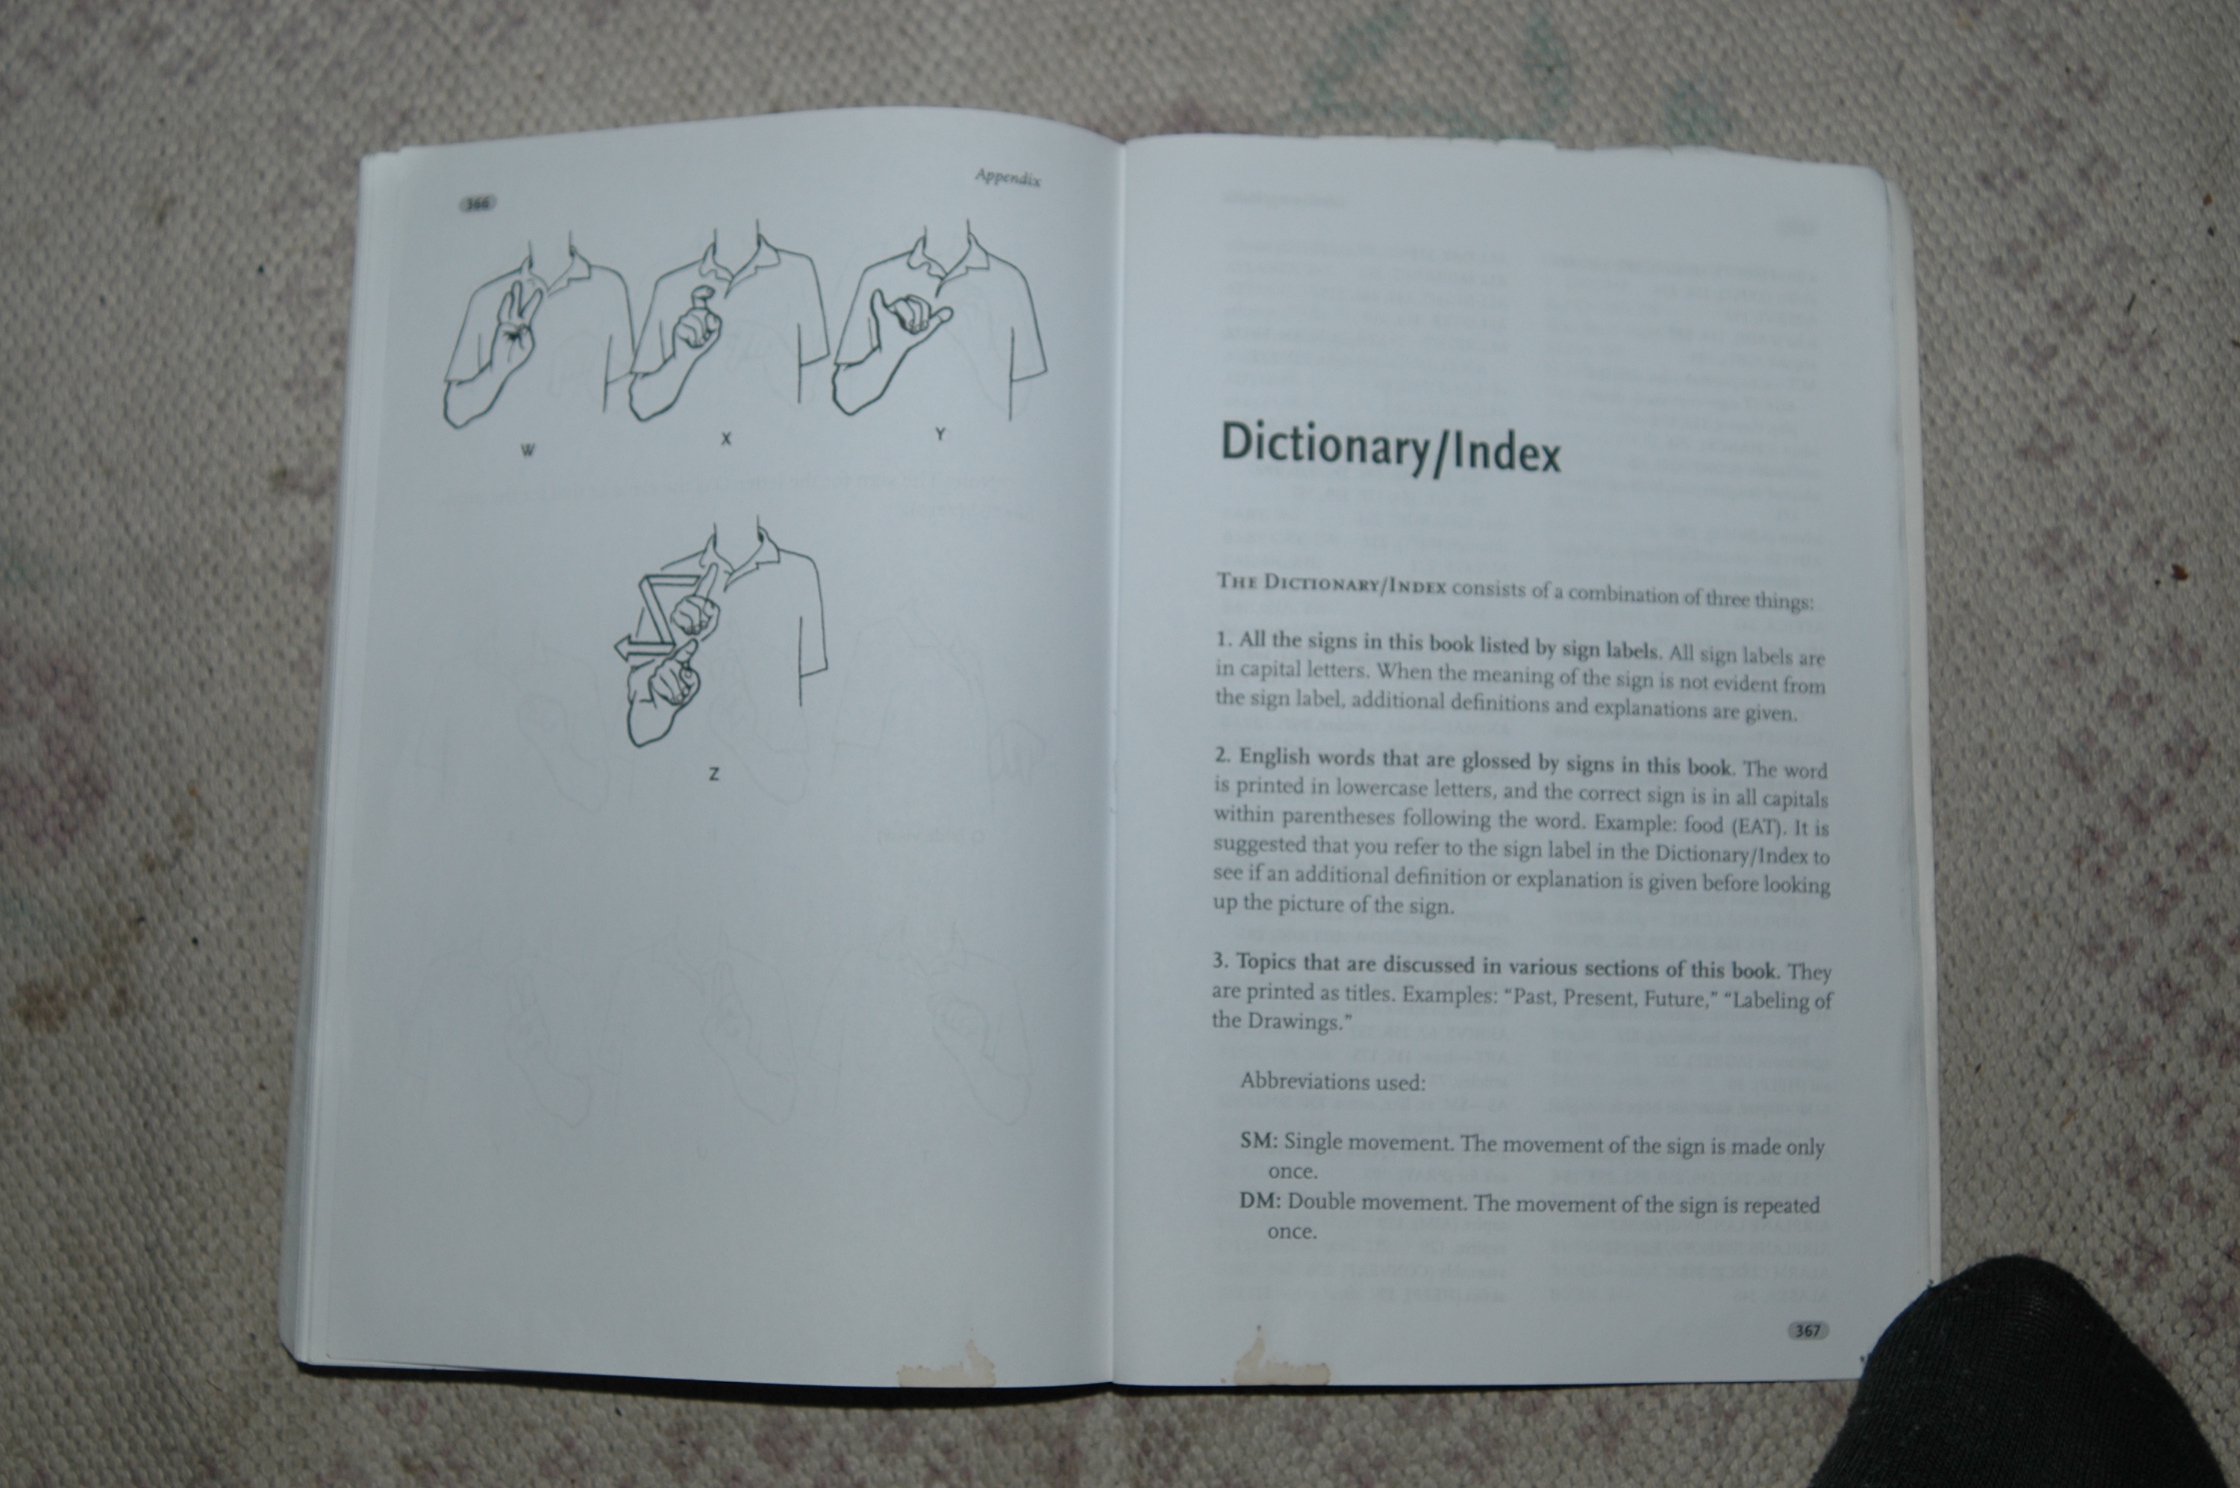 366
Appendix
W
X
Y
Z
Dictionary/Index
THE DICTIONARY/INDEX consists of a combination of three things:
1. All the signs in this book listed by sign labels. All sign labels are
in capital letters. When the meaning of the sign is not evident from
the sign label, additional definitions and explanations are given.
2. English words that are glossed by signs in this book. The word
is printed in lowercase letters, and the correct sign is in all capitals
within parentheses following the word. Example: food (EAT). It is
suggested that you refer to the sign label in the Dictionary/Index to
see if an additional definition or explanation is given before looking
up the picture of the sign.
3. Topics that are discussed in various sections of this book. They
are printed as titles. Examples: “Past, Present, Future,” “Labeling of
the Drawings.”
Abbreviations used:
SM: Single movement. The movement of the sign is made only
once.
DM: Double movement. The movement of the sign is repeated
once.
367